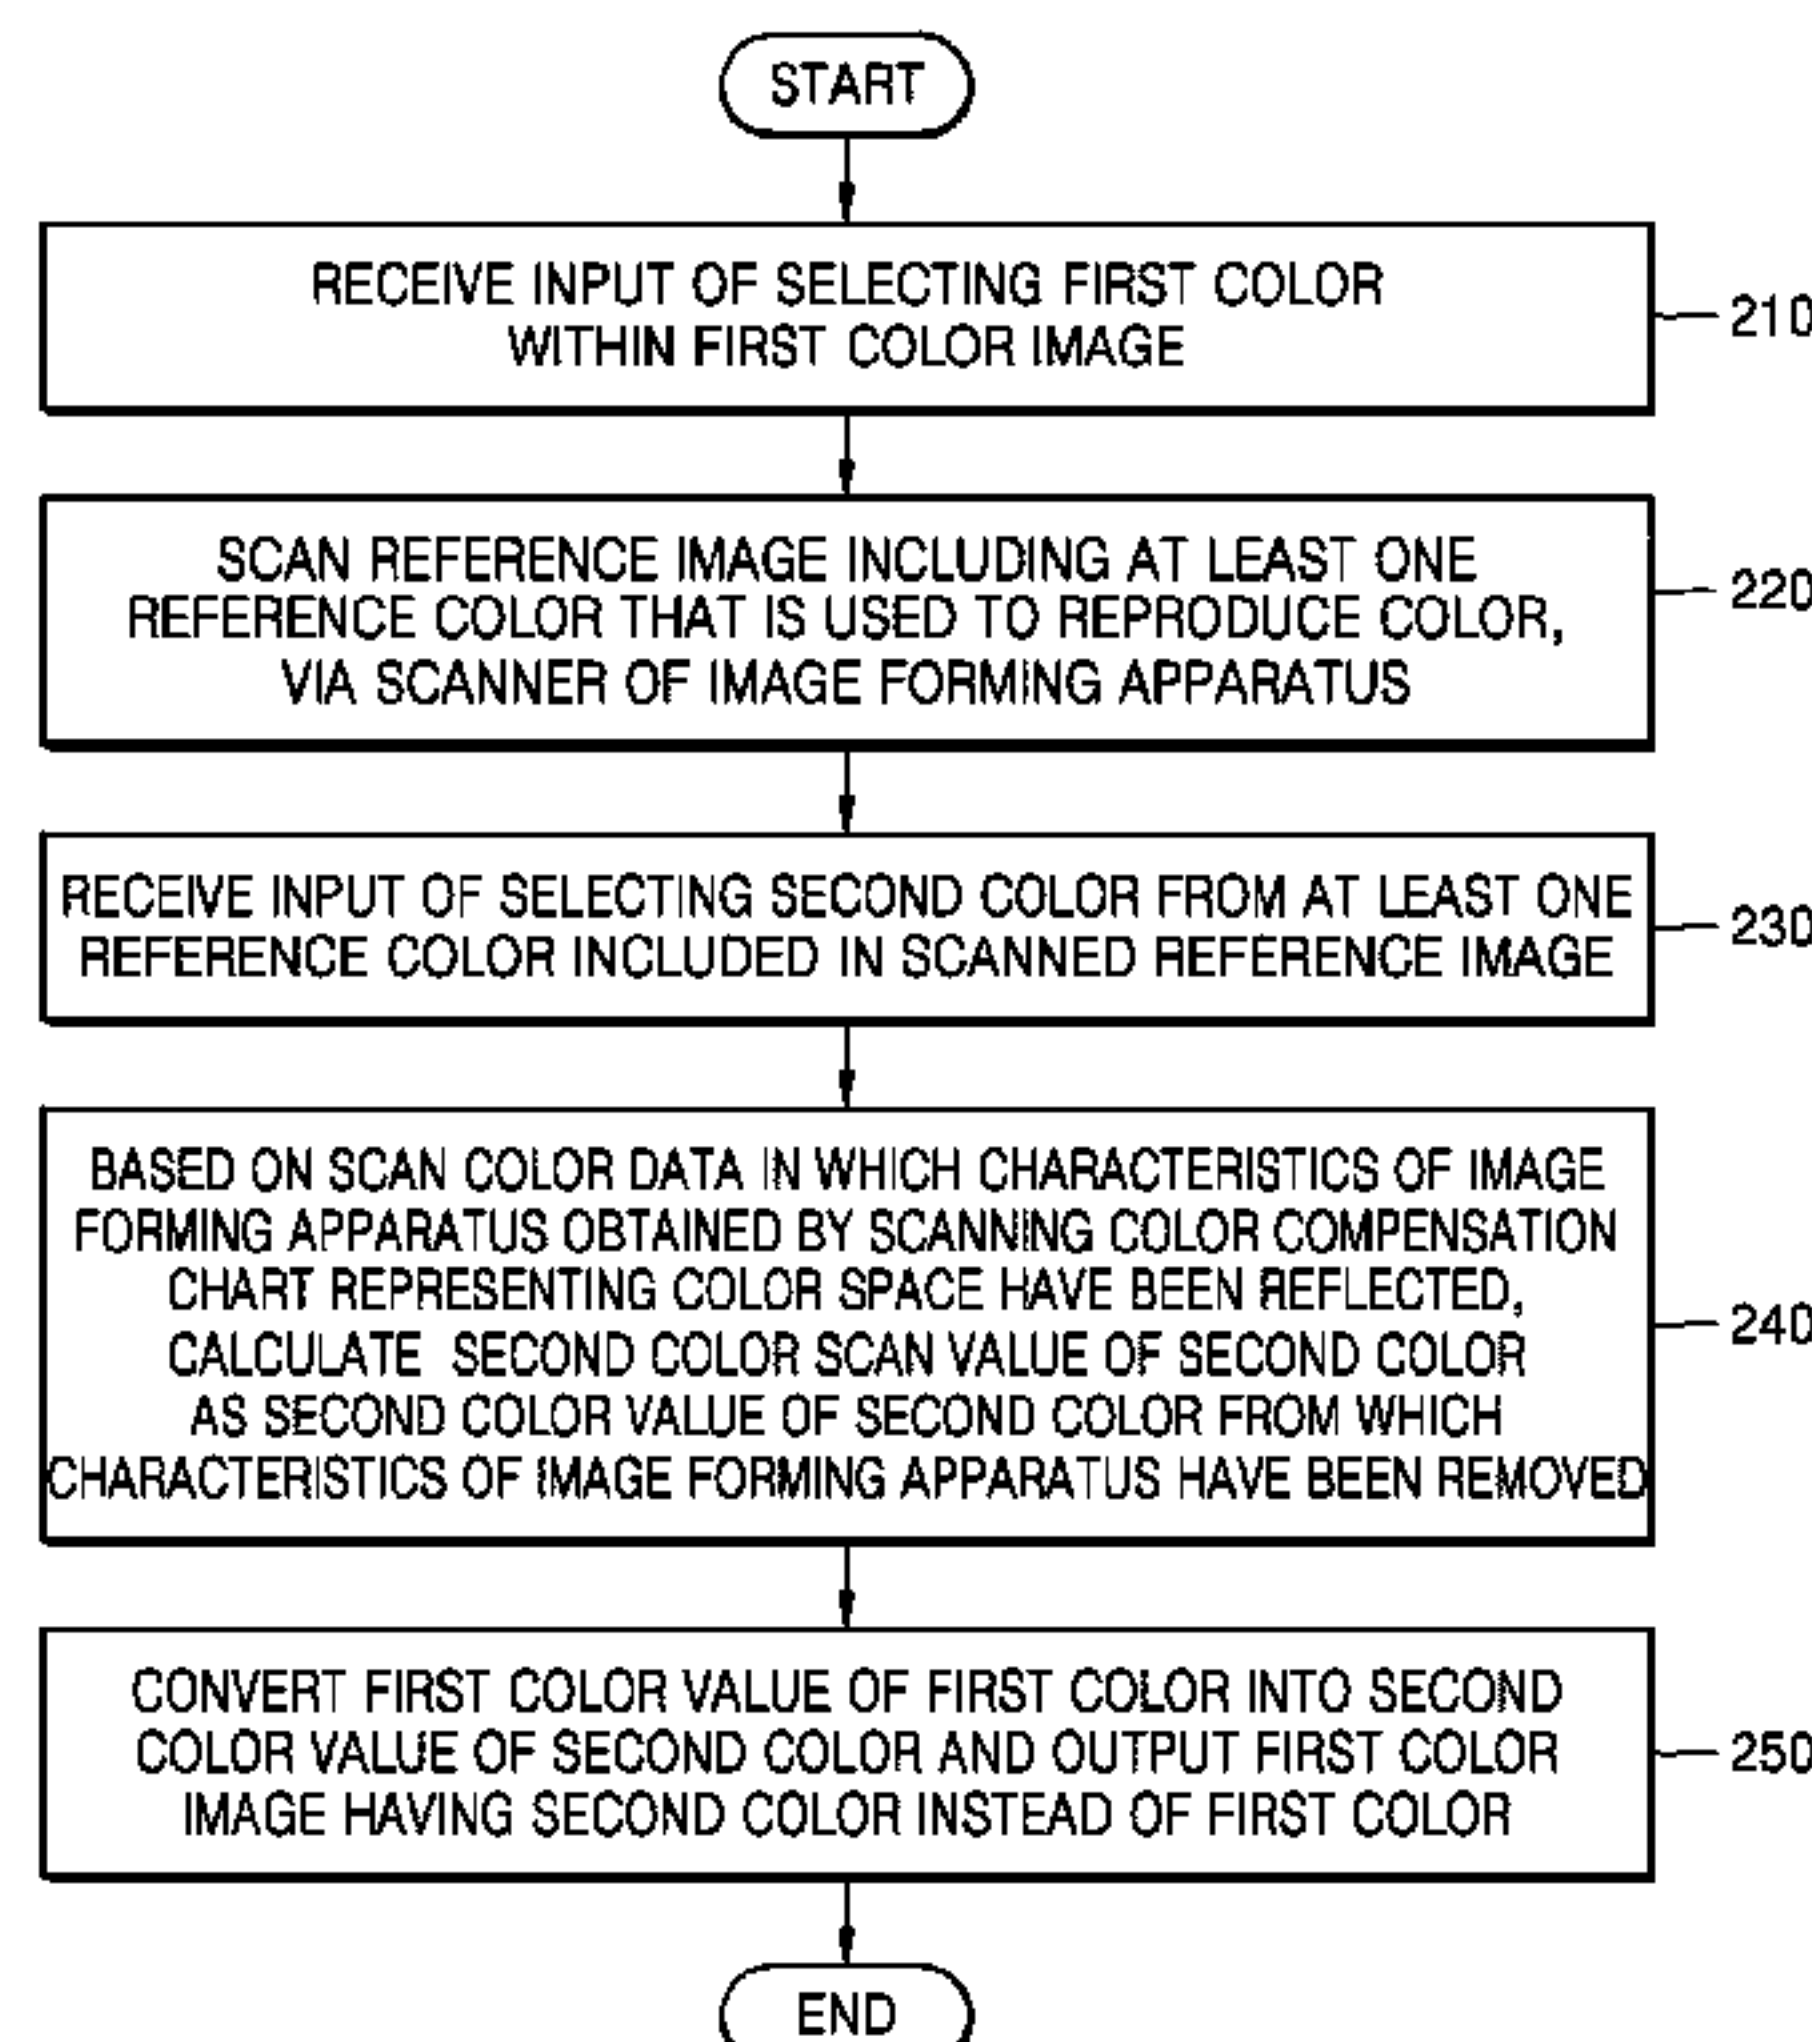 START
RECEIVE INPUT OF SELECTING FIRST COLOR
WITHIN FIRST COLOR IMAGE
210
SCAN REFERENCE IMAGE INCLUDING AT LEAST ONE
REFERENCE COLOR THAT IS USED TO REPRODUCE COLOR,
VIA SCANNER OF IMAGE FORMING APPARATUS
220
RECEIVE INPUT OF SELECTING SECOND COLOR FROM AT LEAST ONE
REFERENCE COLOR INCLUDED IN SCANNED REFERENCE IMAGE
230
BASED ON SCAN COLOR DATA IN WHICH CHARACTERISTICS OF IMAGE
FORMING APPARATUS OBTAINED BY SCANNING COLOR COMPENSATION
CHART REPRESENTING COLOR SPACE HAVE BEEN REFLECTED,
CALCULATE SECOND COLOR SCAN VALUE OF SECOND COLOR
AS SECOND COLOR VALUE OF SECOND COLOR FROM WHICH
CHARACTERISTICS OF IMAGE FORMING APPARATUS HAVE BEEN REMOVED
240
CONVERT FIRST COLOR VALUE OF FIRST COLOR INTO SECOND
COLOR VALUE OF SECOND COLOR AND OUTPUT FIRST COLOR
IMAGE HAVING SECOND COLOR INSTEAD OF FIRST COLOR
250
END